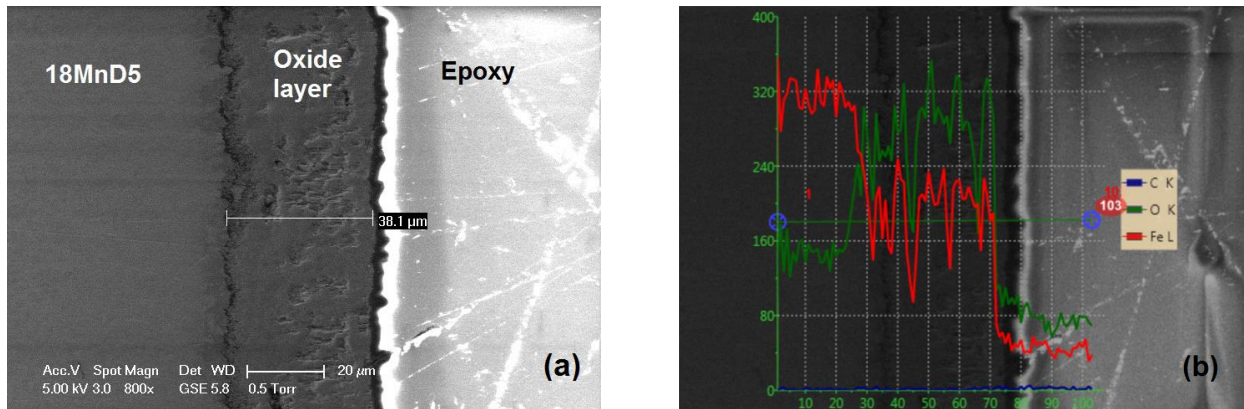 18MnD5
Oxide
layer
Epoxy
38.1 µm
Acc.V Spot Magn Det WD
5.00 kV 3.0 800x GSE 5.8 0.5 Torr 20 µm
(a)
400
320
240
160
80
0
10 20 30 40 50 60 70 80 90 100
1
10
103
C K
O K
Fe L
(b)